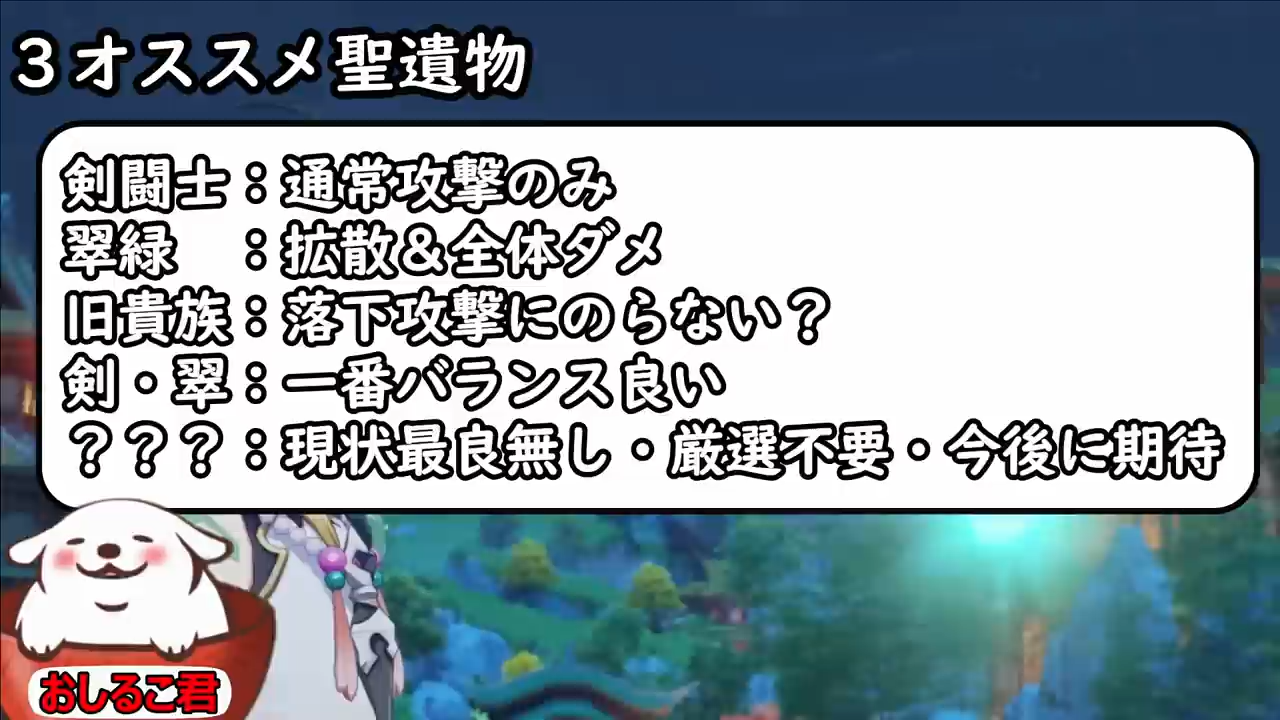 ３オススメ聖遺物
剣闘士：通常攻撃のみ
翠緑　：拡散＆全体ダメ
旧貴族：落下攻撃にのらない？
剣・翠：一番バランス良い
？？？：現状最良無し・厳選不要・今後に期待
おしるこ君